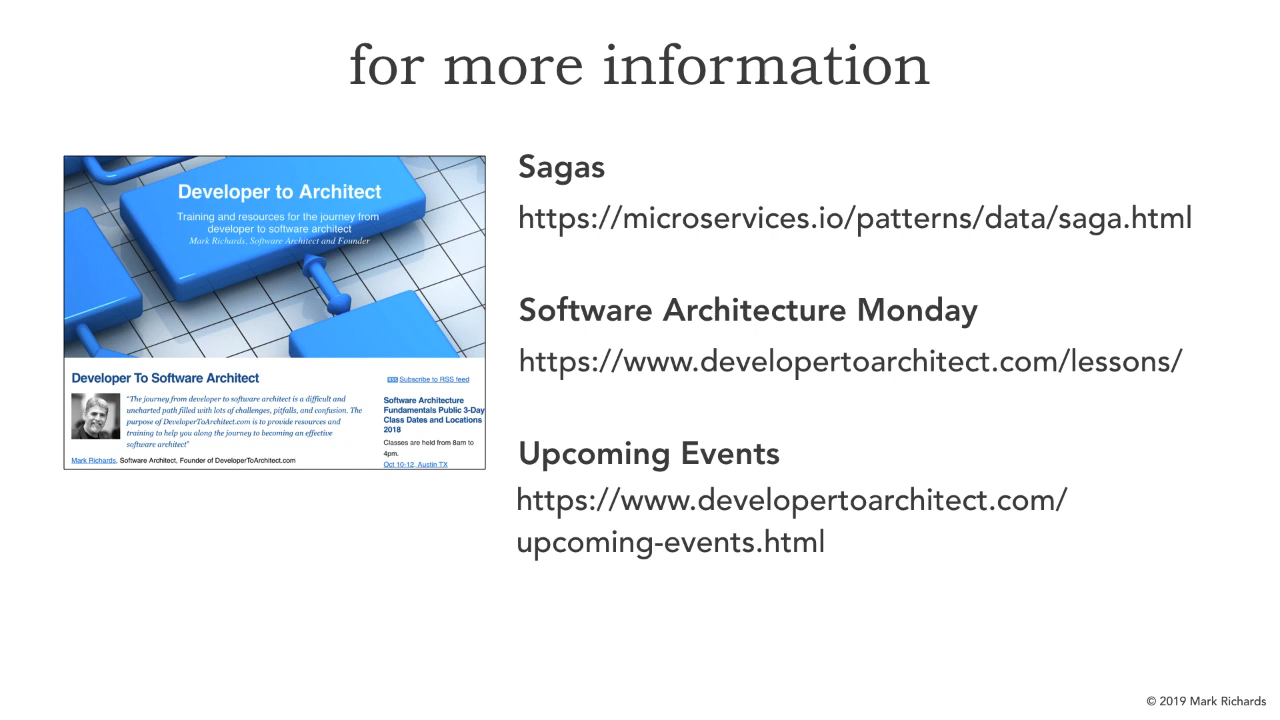 for more information
Developer to Architect
Training and resources for the journey from
developer to software architect
Mark Richards, Software Architect and Founder
Developer To Software Architect
"The journey from developer to software architect is a difficult and
uncharted path filled with lots of challenges, pitfalls, and confusion. The
purpose of DeveloperToArchitect.com is to provide resources and
training to help you along the journey to becoming an effective
software architect"
Mark Richards, Software Architect, Founder of DeveloperToArchitect.com
RSS Subscribe to RSS feed
Software Architecture
Fundamentals Public 3-Day
Class Dates and Locations
2018
Classes are held from 8am to
4pm.
Oct 10-12, Austin TX
Sagas
https://microservices.io/patterns/data/saga.html
Software Architecture Monday
https://www.developertoarchitect.com/lessons/
Upcoming Events
https://www.developertoarchitect.com/
upcoming-events.html
© 2019 Mark Richards